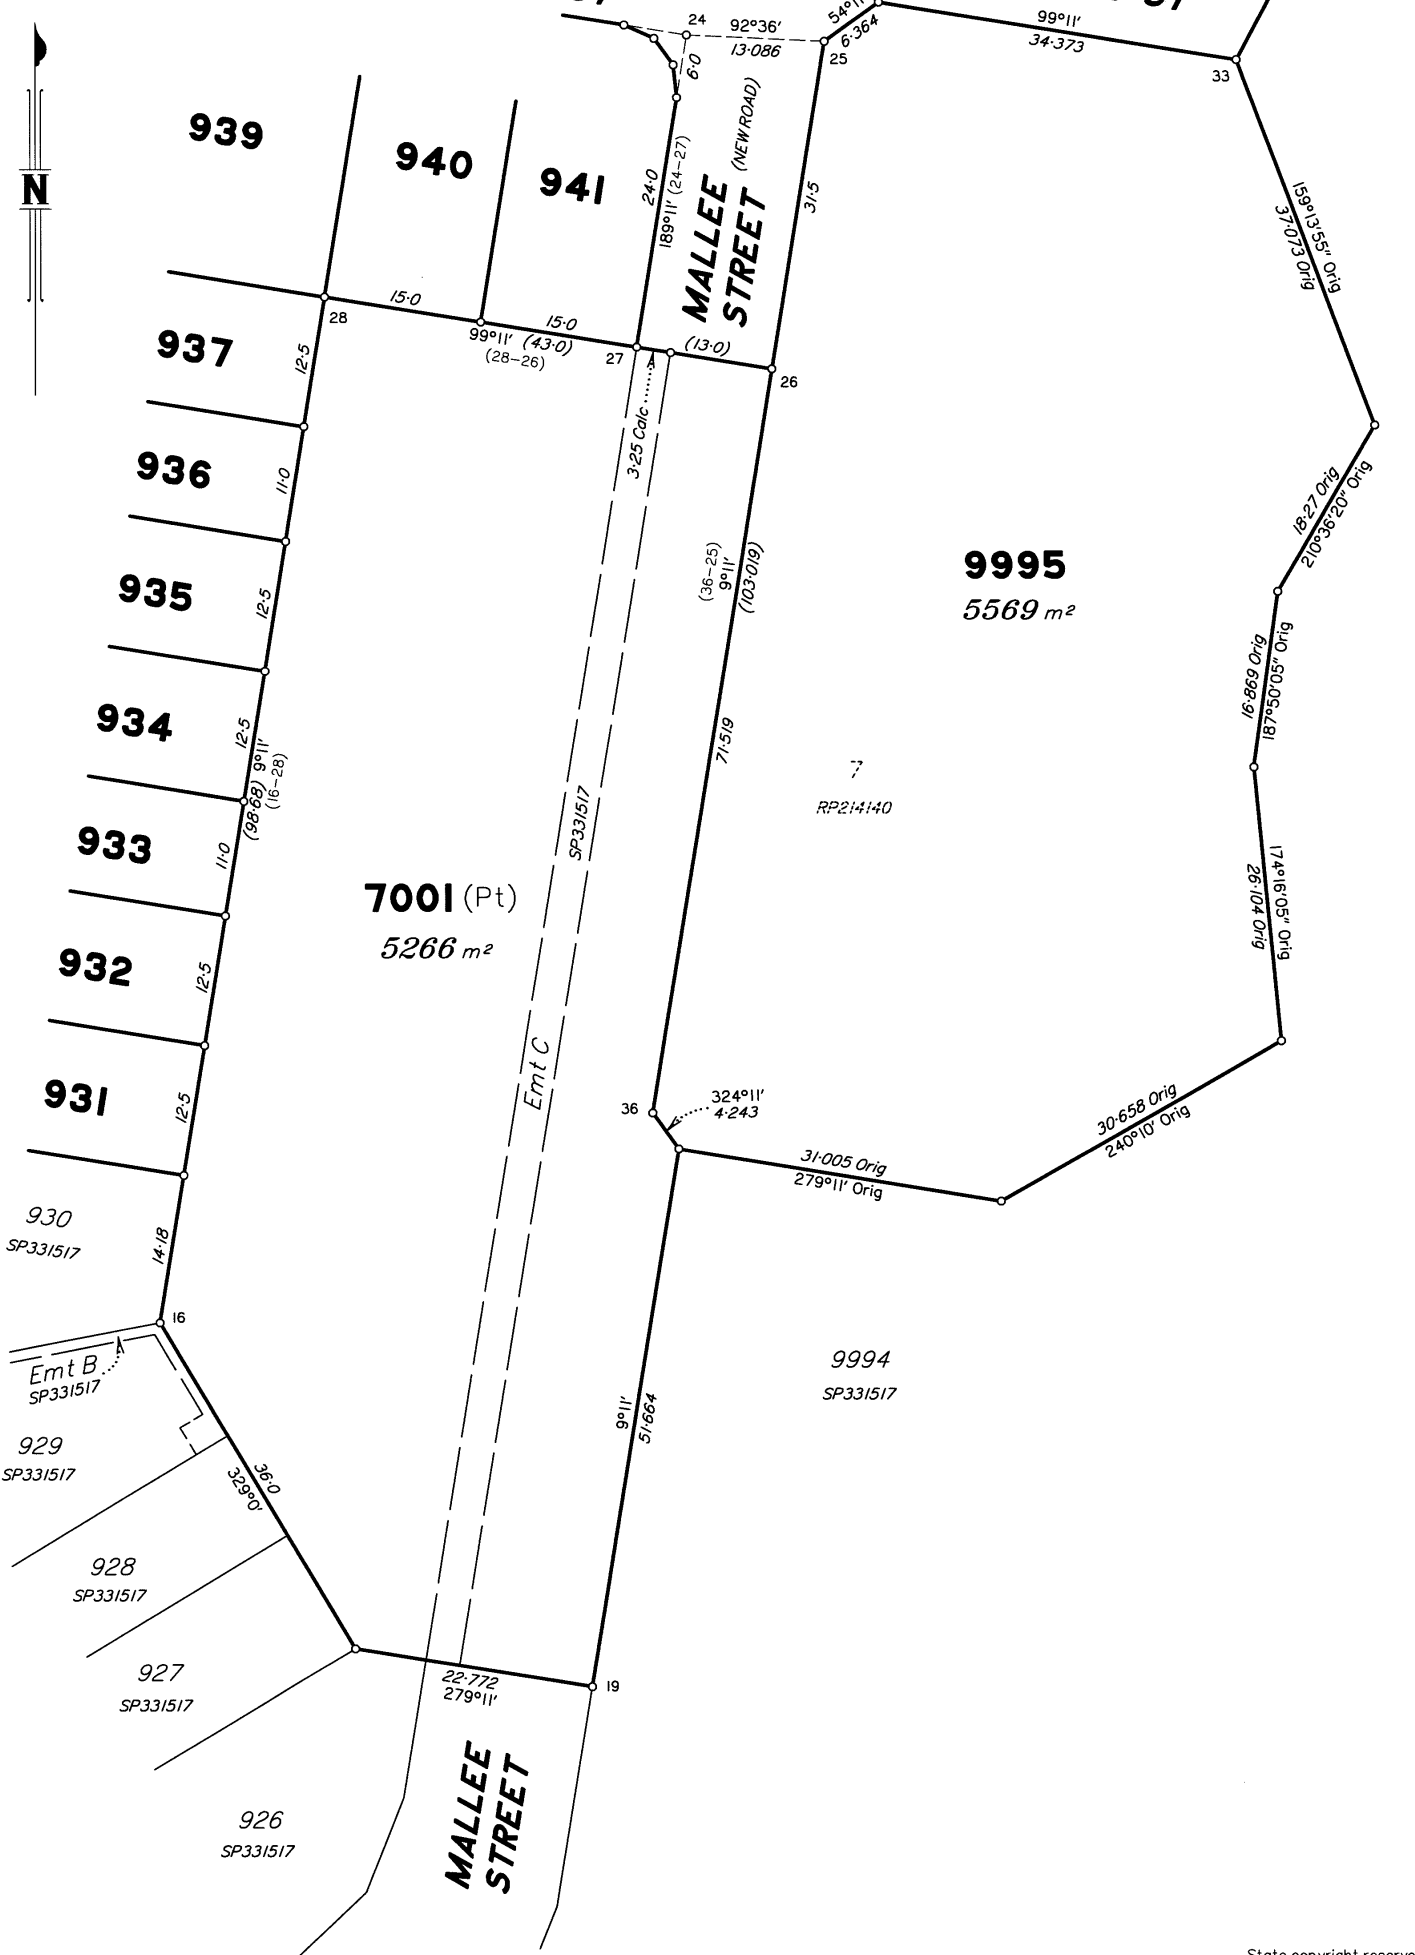 24
92°36'
13·086
54°11'
6·364
25
99°11'
34·373
33
6·0
N
939
940
941
24·0
189°11' (24-27)
MALLEE
STREET
(NEW ROAD)
31·5
159°13'55" Orig
37·073 Orig
28
15·0
15·0
99°11' (43·0)
(28-26)
27
(13·0)
26
937
12·5
3·25 Calc
936
11·0
18·27 Orig
210°36'20" Orig
935
12·5
(36-25)
9°11'
(103·019)
9995
5569 m²
16·869 Orig
187°50'05" Orig
934
12·5
(98·68) 9°11'
(16-28)
71·519
7
RP214140
SP331517
933
11·0
7001 (Pt)
5266 m²
174°16'05" Orig
26·104 Orig
932
12·5
931
12·5
Emt C
36
324°11'
4·243
30·658 Orig
240°10' Orig
31·005 Orig
279°11' Orig
930
SP331517
14·18
16
Emt B
SP331517
9994
SP331517
9°11'
51·664
929
SP331517
36·0
329°0'
928
SP331517
927
SP331517
22·772
279°11'
19
MALLEE
STREET
926
SP331517